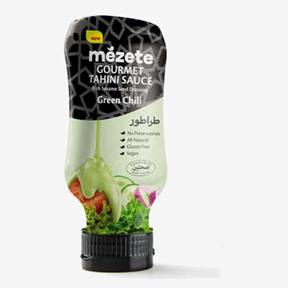 NEW
mezete
GOURMET
TAHINI SAUCE
Rich Sesame Seed Dressing
Green Chili
طراطور
No Preservatives
All Natural
Gluten Free
Vegan
صحتين